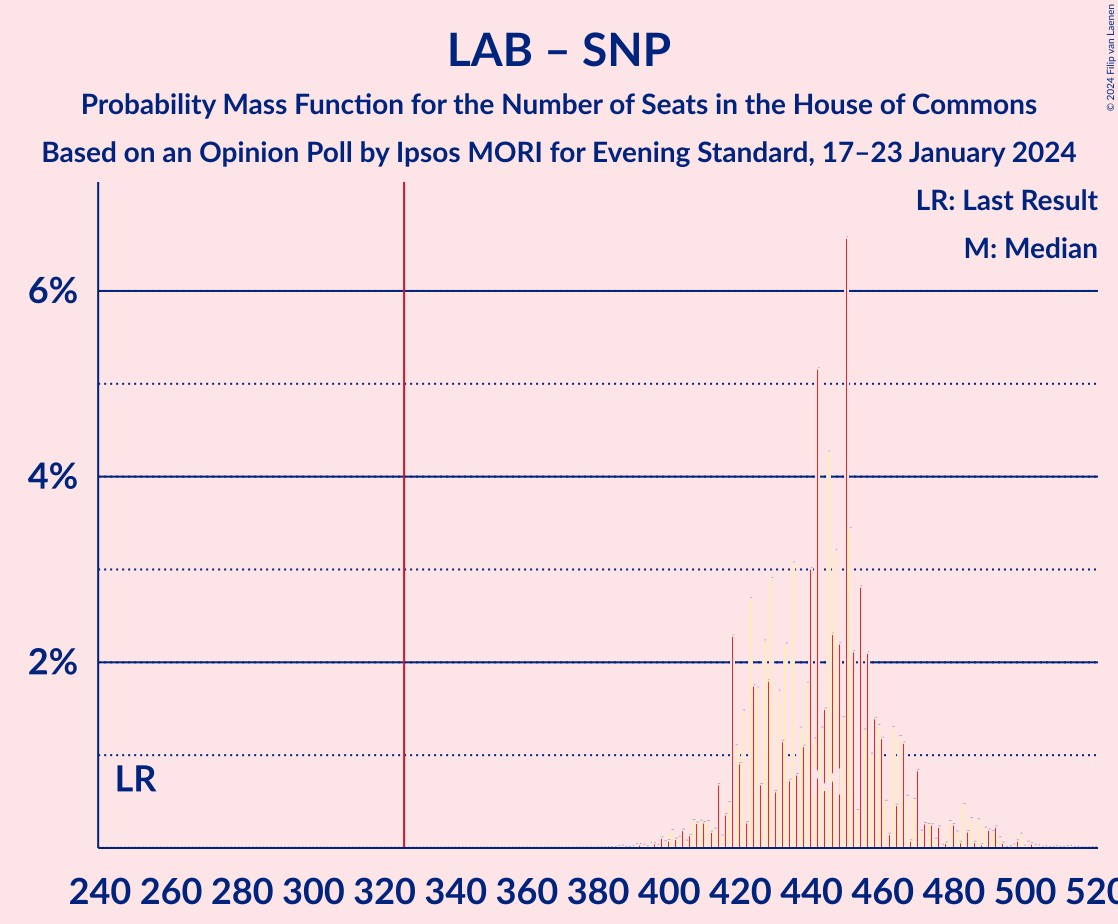 LAB – SNP
Probability Mass Function for the Number of Seats in the House of Commons
Based on an Opinion Poll by Ipsos MORI for Evening Standard, 17–23 January 2024
© 2024 Filip van Laenen
LR: Last Result
M: Median
6%
4%
2%
LR
240 260 280 300 320 340 360 380 400 420 440 460 480 500 520